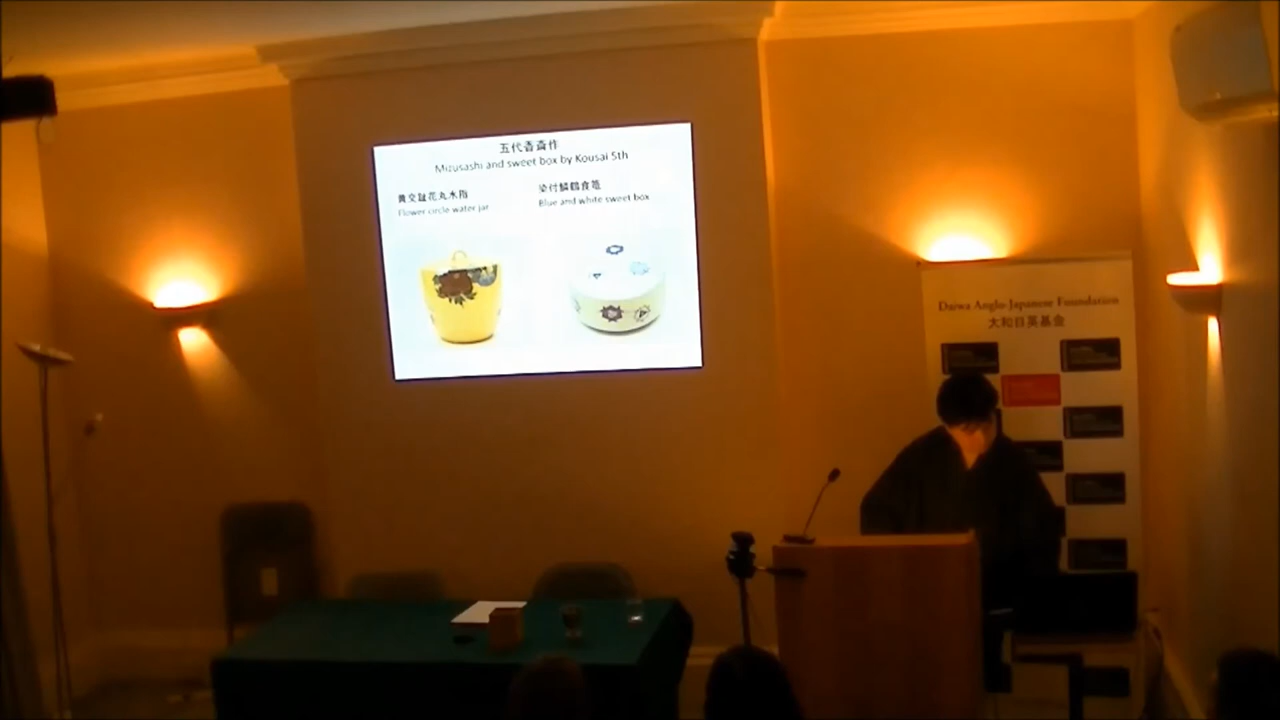 五代香斎作
Mizusashi and sweet box by Kousai 5th
黄交趾花丸水指
Flower circle water jar
染付鱗鶴食籠
Blue and white sweet box
Daiwa Anglo-Japanese Foundation
大和日英基金